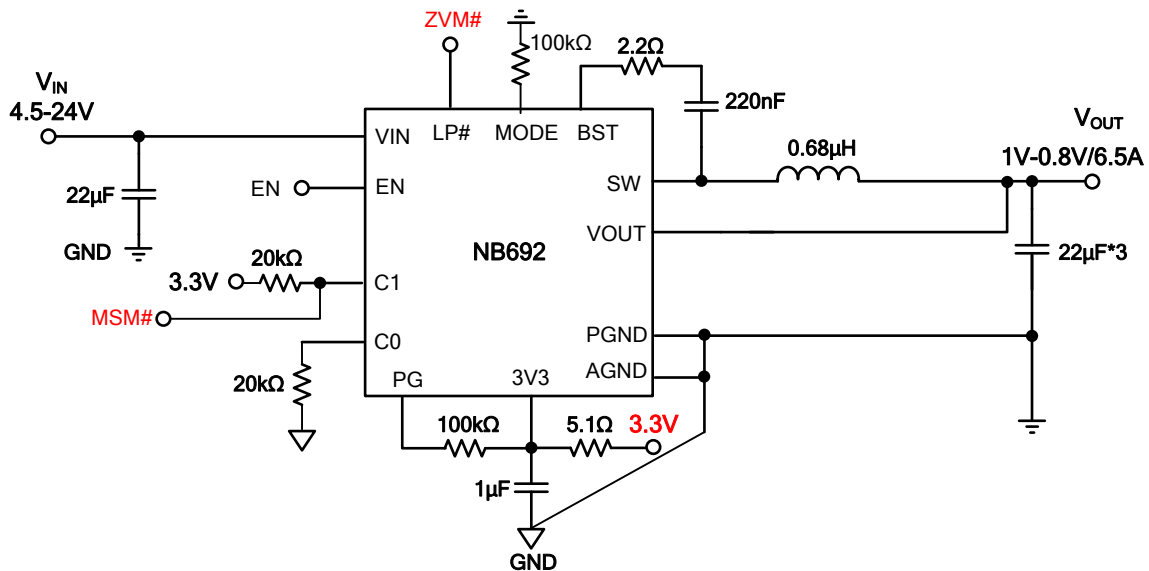 ZVM#
100kΩ
2.2Ω
220nF
VIN
4.5-24V
VIN
LP#
MODE
BST
VOUT
1V-0.8V/6.5A
0.68μH
22μF
GND
EN
EN
SW
VOUT
NB692
22μF*3
20kΩ
3.3V
C1
MSM#
C0
PGND
AGND
20kΩ
PG
3V3
100kΩ
5.1Ω
3.3V
1μF
GND